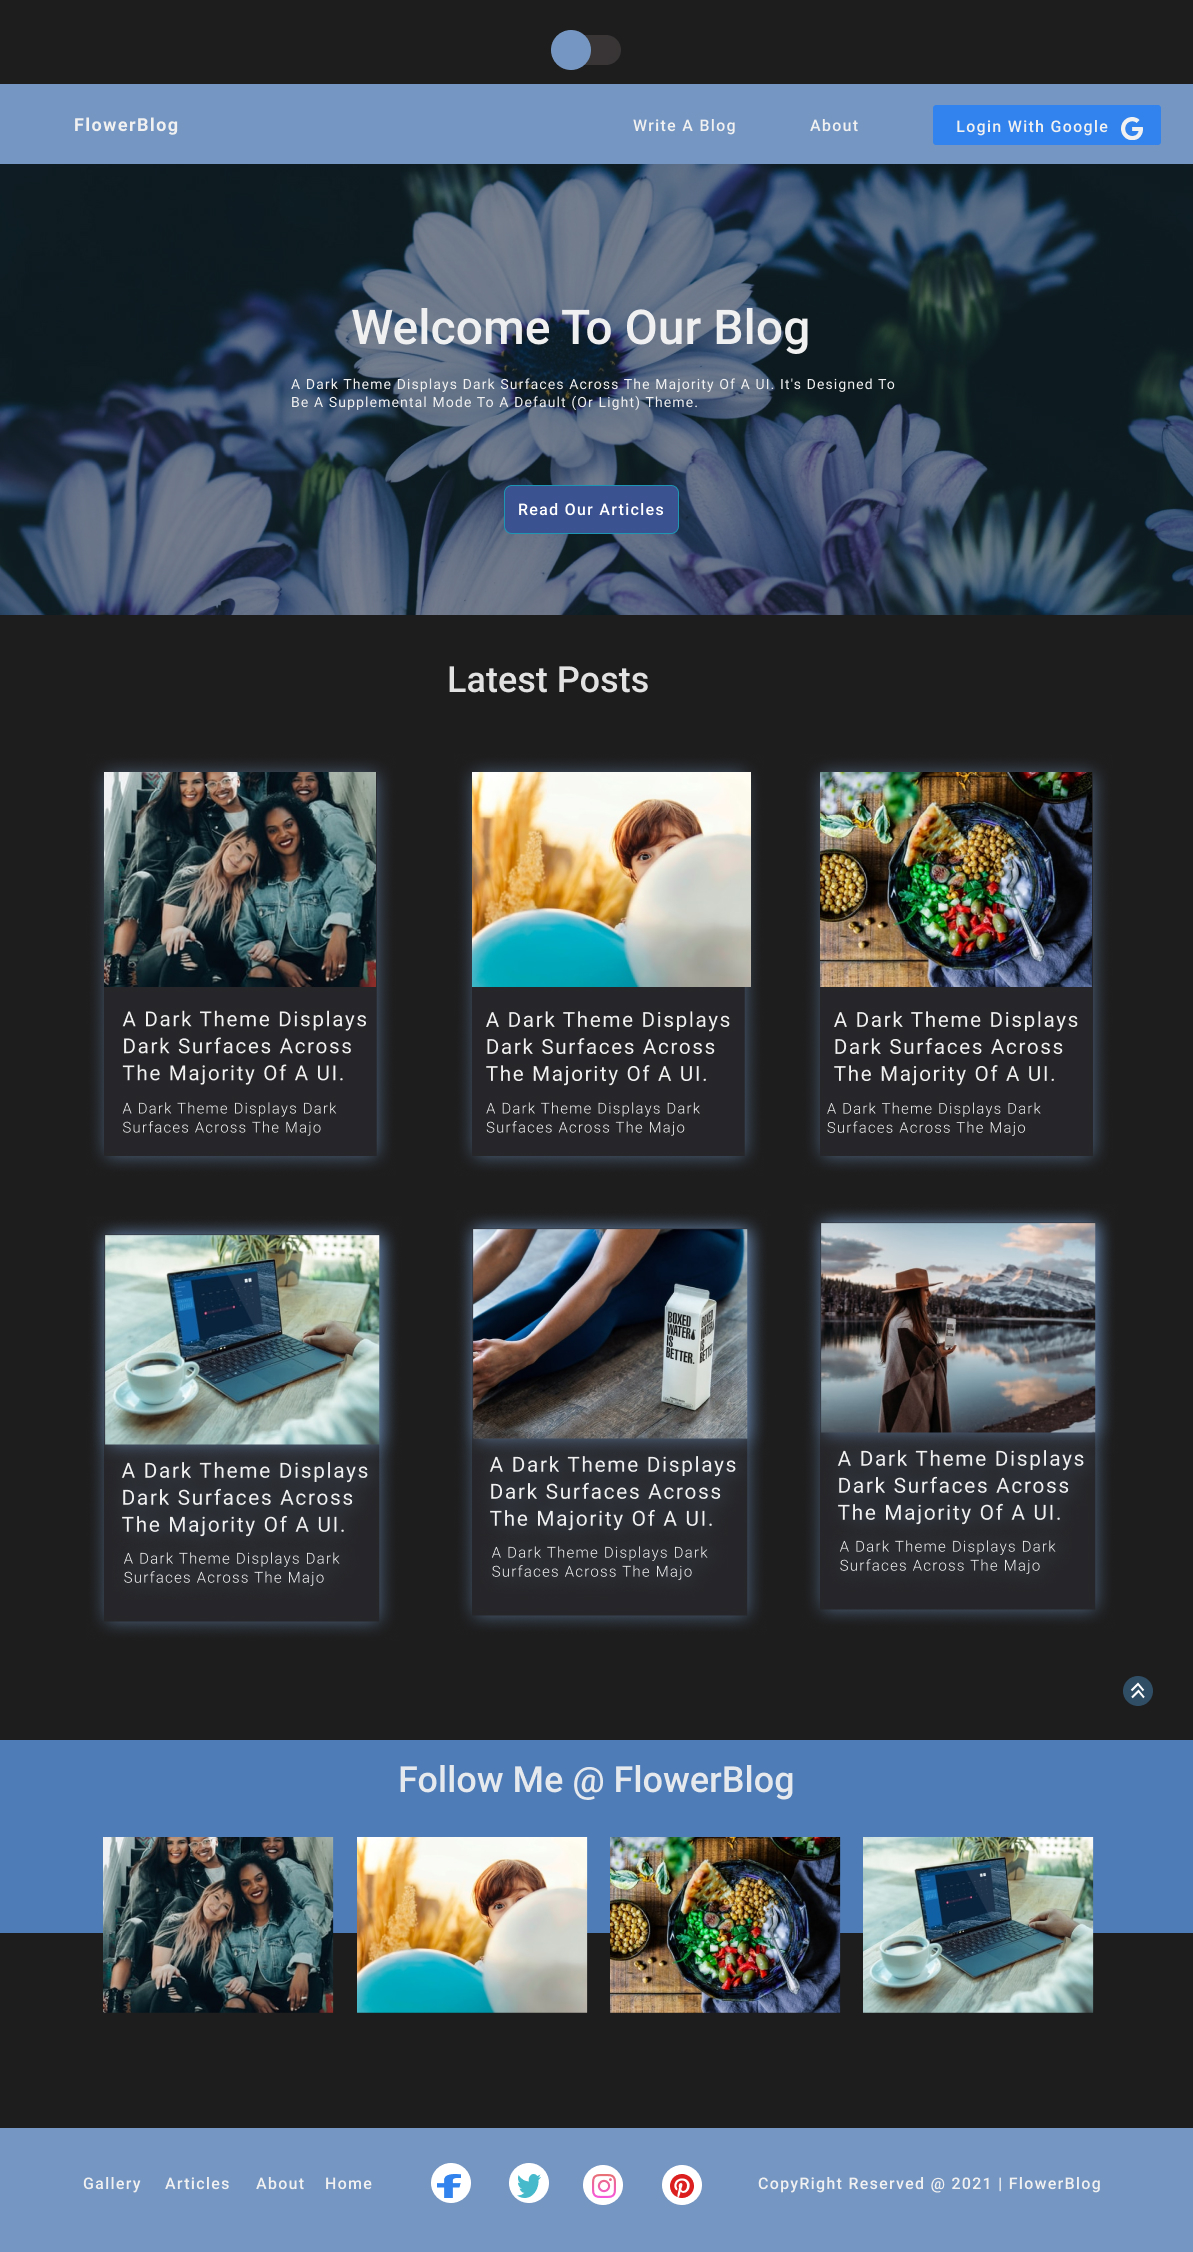 FlowerBlog
Write A Blog
About
Login With Google
Welcome To Our Blog
A Dark Theme Displays Dark Surfaces Across The Majority Of A UI. It's Designed To
Be A Supplemental Mode To A Default (Or Light) Theme.
Read Our Articles
Latest Posts
A Dark Theme Displays
Dark Surfaces Across
The Majority Of A UI.
A Dark Theme Displays Dark
Surfaces Across The Majo
A Dark Theme Displays
Dark Surfaces Across
The Majority Of A UI.
A Dark Theme Displays Dark
Surfaces Across The Majo
A Dark Theme Displays
Dark Surfaces Across
The Majority Of A UI.
A Dark Theme Displays Dark
Surfaces Across The Majo
A Dark Theme Displays
Dark Surfaces Across
The Majority Of A UI.
A Dark Theme Displays Dark
Surfaces Across The Majo
BOXED
WATER
IS
BETTER.
A Dark Theme Displays
Dark Surfaces Across
The Majority Of A UI.
A Dark Theme Displays Dark
Surfaces Across The Majo
A Dark Theme Displays
Dark Surfaces Across
The Majority Of A UI.
A Dark Theme Displays Dark
Surfaces Across The Majo
Follow Me @ FlowerBlog
Gallery
Articles
About
Home
CopyRight Reserved @ 2021 | FlowerBlog